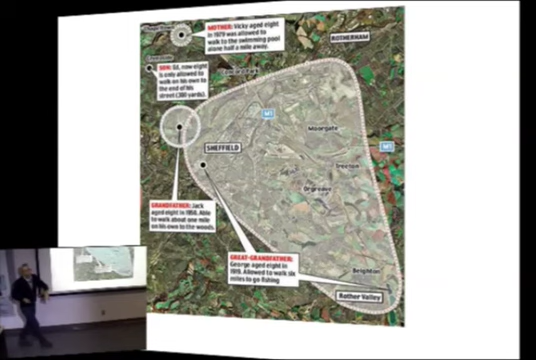 MOTHER: Vicky aged eight
in 1979 was allowed to
walk to the swimming pool
alone half a mile away.
ROTHERHAM
SON: Ed, now eight
is only allowed to
walk on his own to
the end of his
street (300 yards).
M1
Moorgate
SHEFFIELD
M1
Treeton
Orgreave
GRANDFATHER: Jack
aged eight in 1950. Able
to walk about one mile
on his own to the woods.
GREAT-GRANDFATHER:
George aged eight in
1919. Allowed to walk six
miles to go fishing
Beighton
Rother Valley